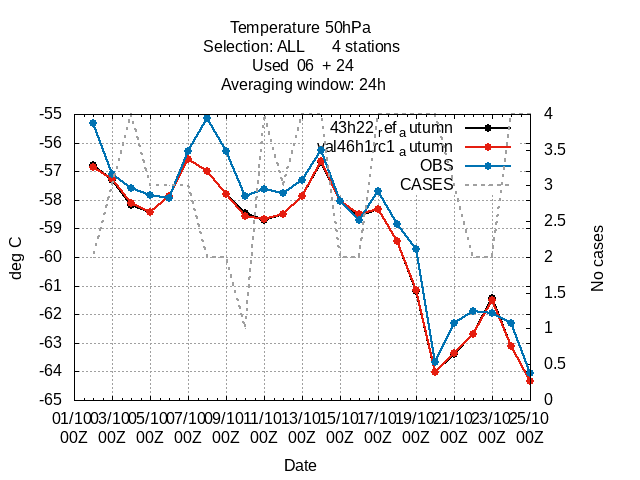 Temperature 50hPa
Selection: ALL 4 stations
Used 06 + 24
Averaging window: 24h
-55
-56
-57
-58
-59
-60
-61
-62
-63
-64
-65
4
3.5
3
2.5
2
1.5
1
0.5
0
43h22_ref_autumn
OBS
CASES
deg C
No cases
01/10 03/10 05/10 07/10 09/10 11/10 13/10 15/10 17/10 19/10 21/10 23/10 25/10
00Z 00Z 00Z 00Z 00Z 00Z 00Z 00Z 00Z 00Z 00Z 00Z 00Z
Date